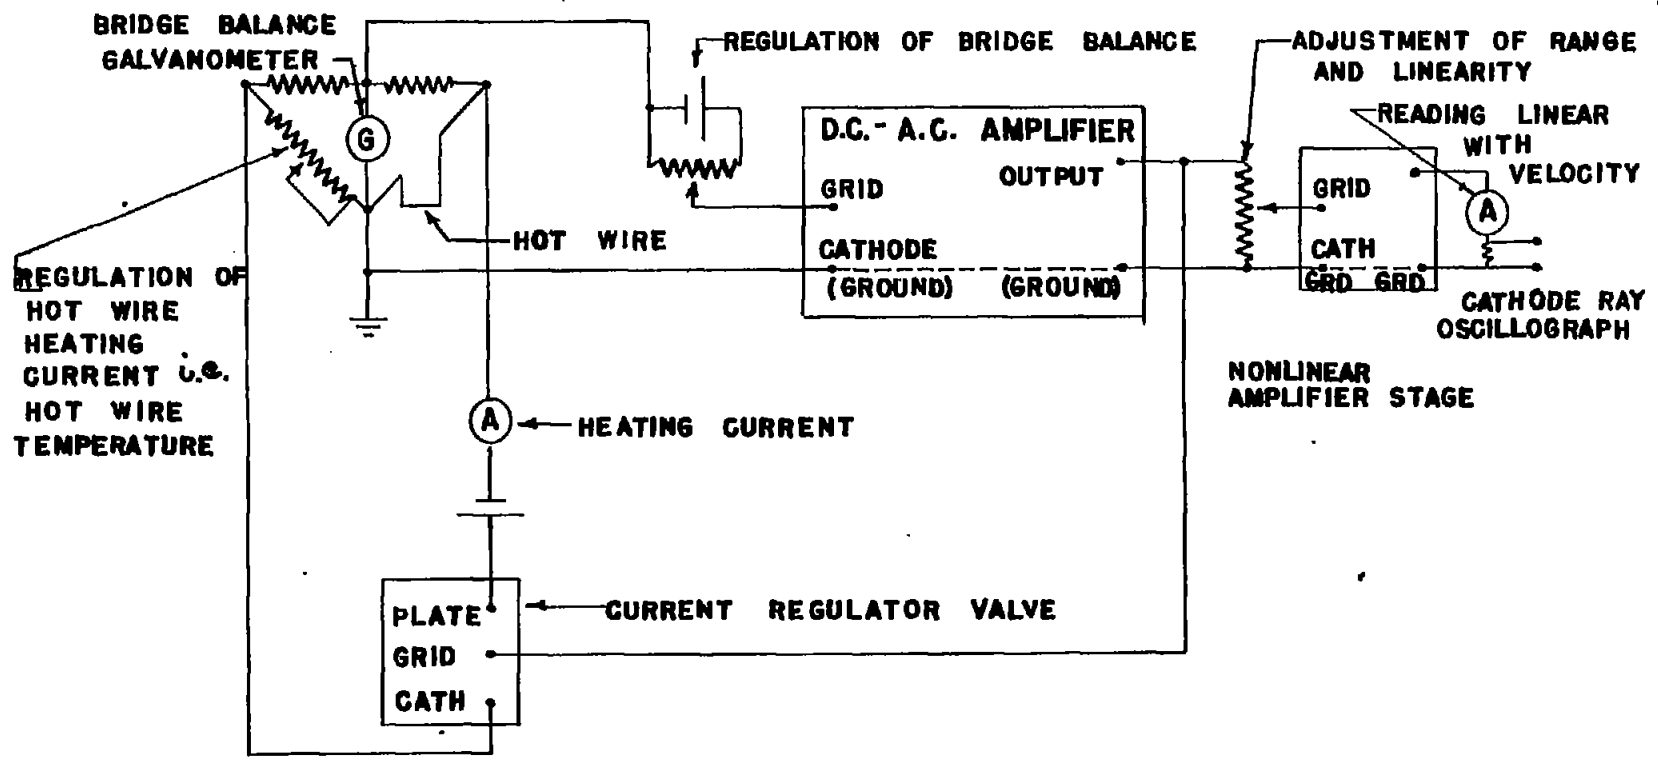 BRIDGE BALANCE
GALVANOMETER
G
REGULATION OF BRIDGE BALANCE
ADJUSTMENT OF RANGE
AND LINEARITY
READING LINEAR
WITH
VELOCITY
A
D.C.-A.C. AMPLIFIER
OUTPUT
GRID
CATHODE
(GROUND) (GROUND)
GRID
CATH
GRD GRD
CATHODE RAY
OSCILLOGRAPH
NONLINEAR
AMPLIFIER STAGE
HOT WIRE
REGULATION OF
HOT WIRE
HEATING
CURRENT i.e.
HOT WIRE
TEMPERATURE
A
HEATING CURRENT
PLATE
GRID
CATH
CURRENT REGULATOR VALVE